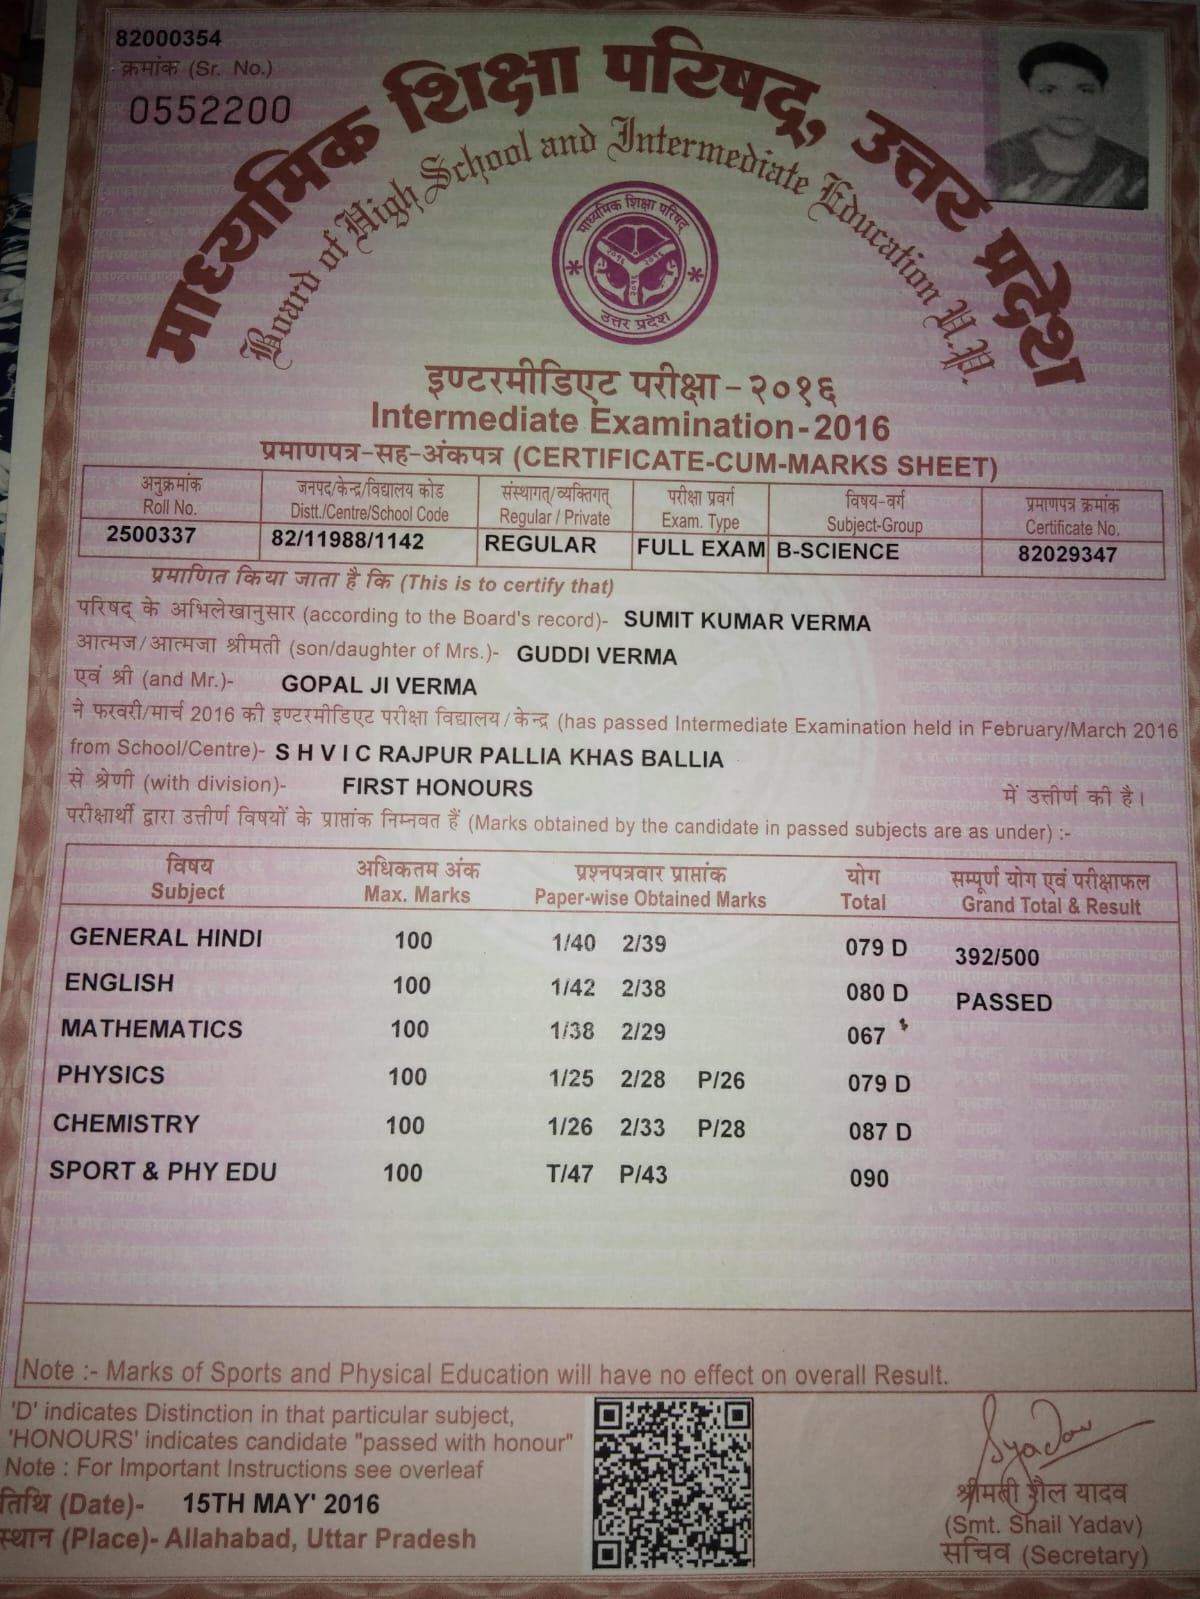 82000354
क्रमांक (Sr. No.)
0552200
माध्यमिक शिक्षा परिषद्, उत्तर प्रदेश
Board of High School and Intermediate Education U.P.
माध्यमिक शिक्षा परिषद्
उत्तर प्रदेश
इण्टरमीडिएट परीक्षा - २०१६
Intermediate Examination - 2016
प्रमाणपत्र-सह-अंकपत्र (CERTIFICATE-CUM-MARKS SHEET)
अनुक्रमांक जनपद/केन्द्र/विद्यालय कोड संस्थागत्/व्यक्तिगत् परीक्षा प्रवर्ग विषय-वर्ग प्रमाणपत्र क्रमांक
Roll No. Distt./Centre/School Code Regular / Private Exam. Type Subject-Group Certificate No.
2500337 82/11988/1142 REGULAR FULL EXAM B-SCIENCE 82029347
प्रमाणित किया जाता है कि (This is to certify that)
परिषद् के अभिलेखानुसार (according to the Board's record)- SUMIT KUMAR VERMA
आत्मज/आत्मजा श्रीमती (son/daughter of Mrs.)- GUDDI VERMA
एवं श्री (and Mr.)- GOPAL JI VERMA
ने फरवरी/मार्च 2016 की इण्टरमीडिएट परीक्षा विद्यालय/केन्द्र (has passed Intermediate Examination held in February/March 2016
from School/Centre)- S H V I C RAJPUR PALLIA KHAS BALLIA
से श्रेणी (with division)- FIRST HONOURS में उत्तीर्ण की है।
परीक्षार्थी द्वारा उत्तीर्ण विषयों के प्राप्तांक निम्नवत हैं (Marks obtained by the candidate in passed subjects are as under) :-
विषय अधिकतम अंक प्रश्नपत्रवार प्राप्तांक योग सम्पूर्ण योग एवं परीक्षाफल
Subject Max. Marks Paper-wise Obtained Marks Total Grand Total & Result
GENERAL HINDI 100 1/40 2/39 079 D 392/500
ENGLISH 100 1/42 2/38 080 D PASSED
MATHEMATICS 100 1/38 2/29 067
PHYSICS 100 1/25 2/28 P/26 079 D
CHEMISTRY 100 1/26 2/33 P/28 087 D
SPORT & PHY EDU 100 T/47 P/43 090
Note :- Marks of Sports and Physical Education will have no effect on overall Result.
'D' indicates Distinction in that particular subject,
'HONOURS' indicates candidate "passed with honour"
Note : For Important Instructions see overleaf
तिथि (Date)- 15TH MAY' 2016
स्थान (Place)- Allahabad, Uttar Pradesh
Syadav
श्रीमती शैल यादव
(Smt. Shail Yadav)
सचिव (Secretary)